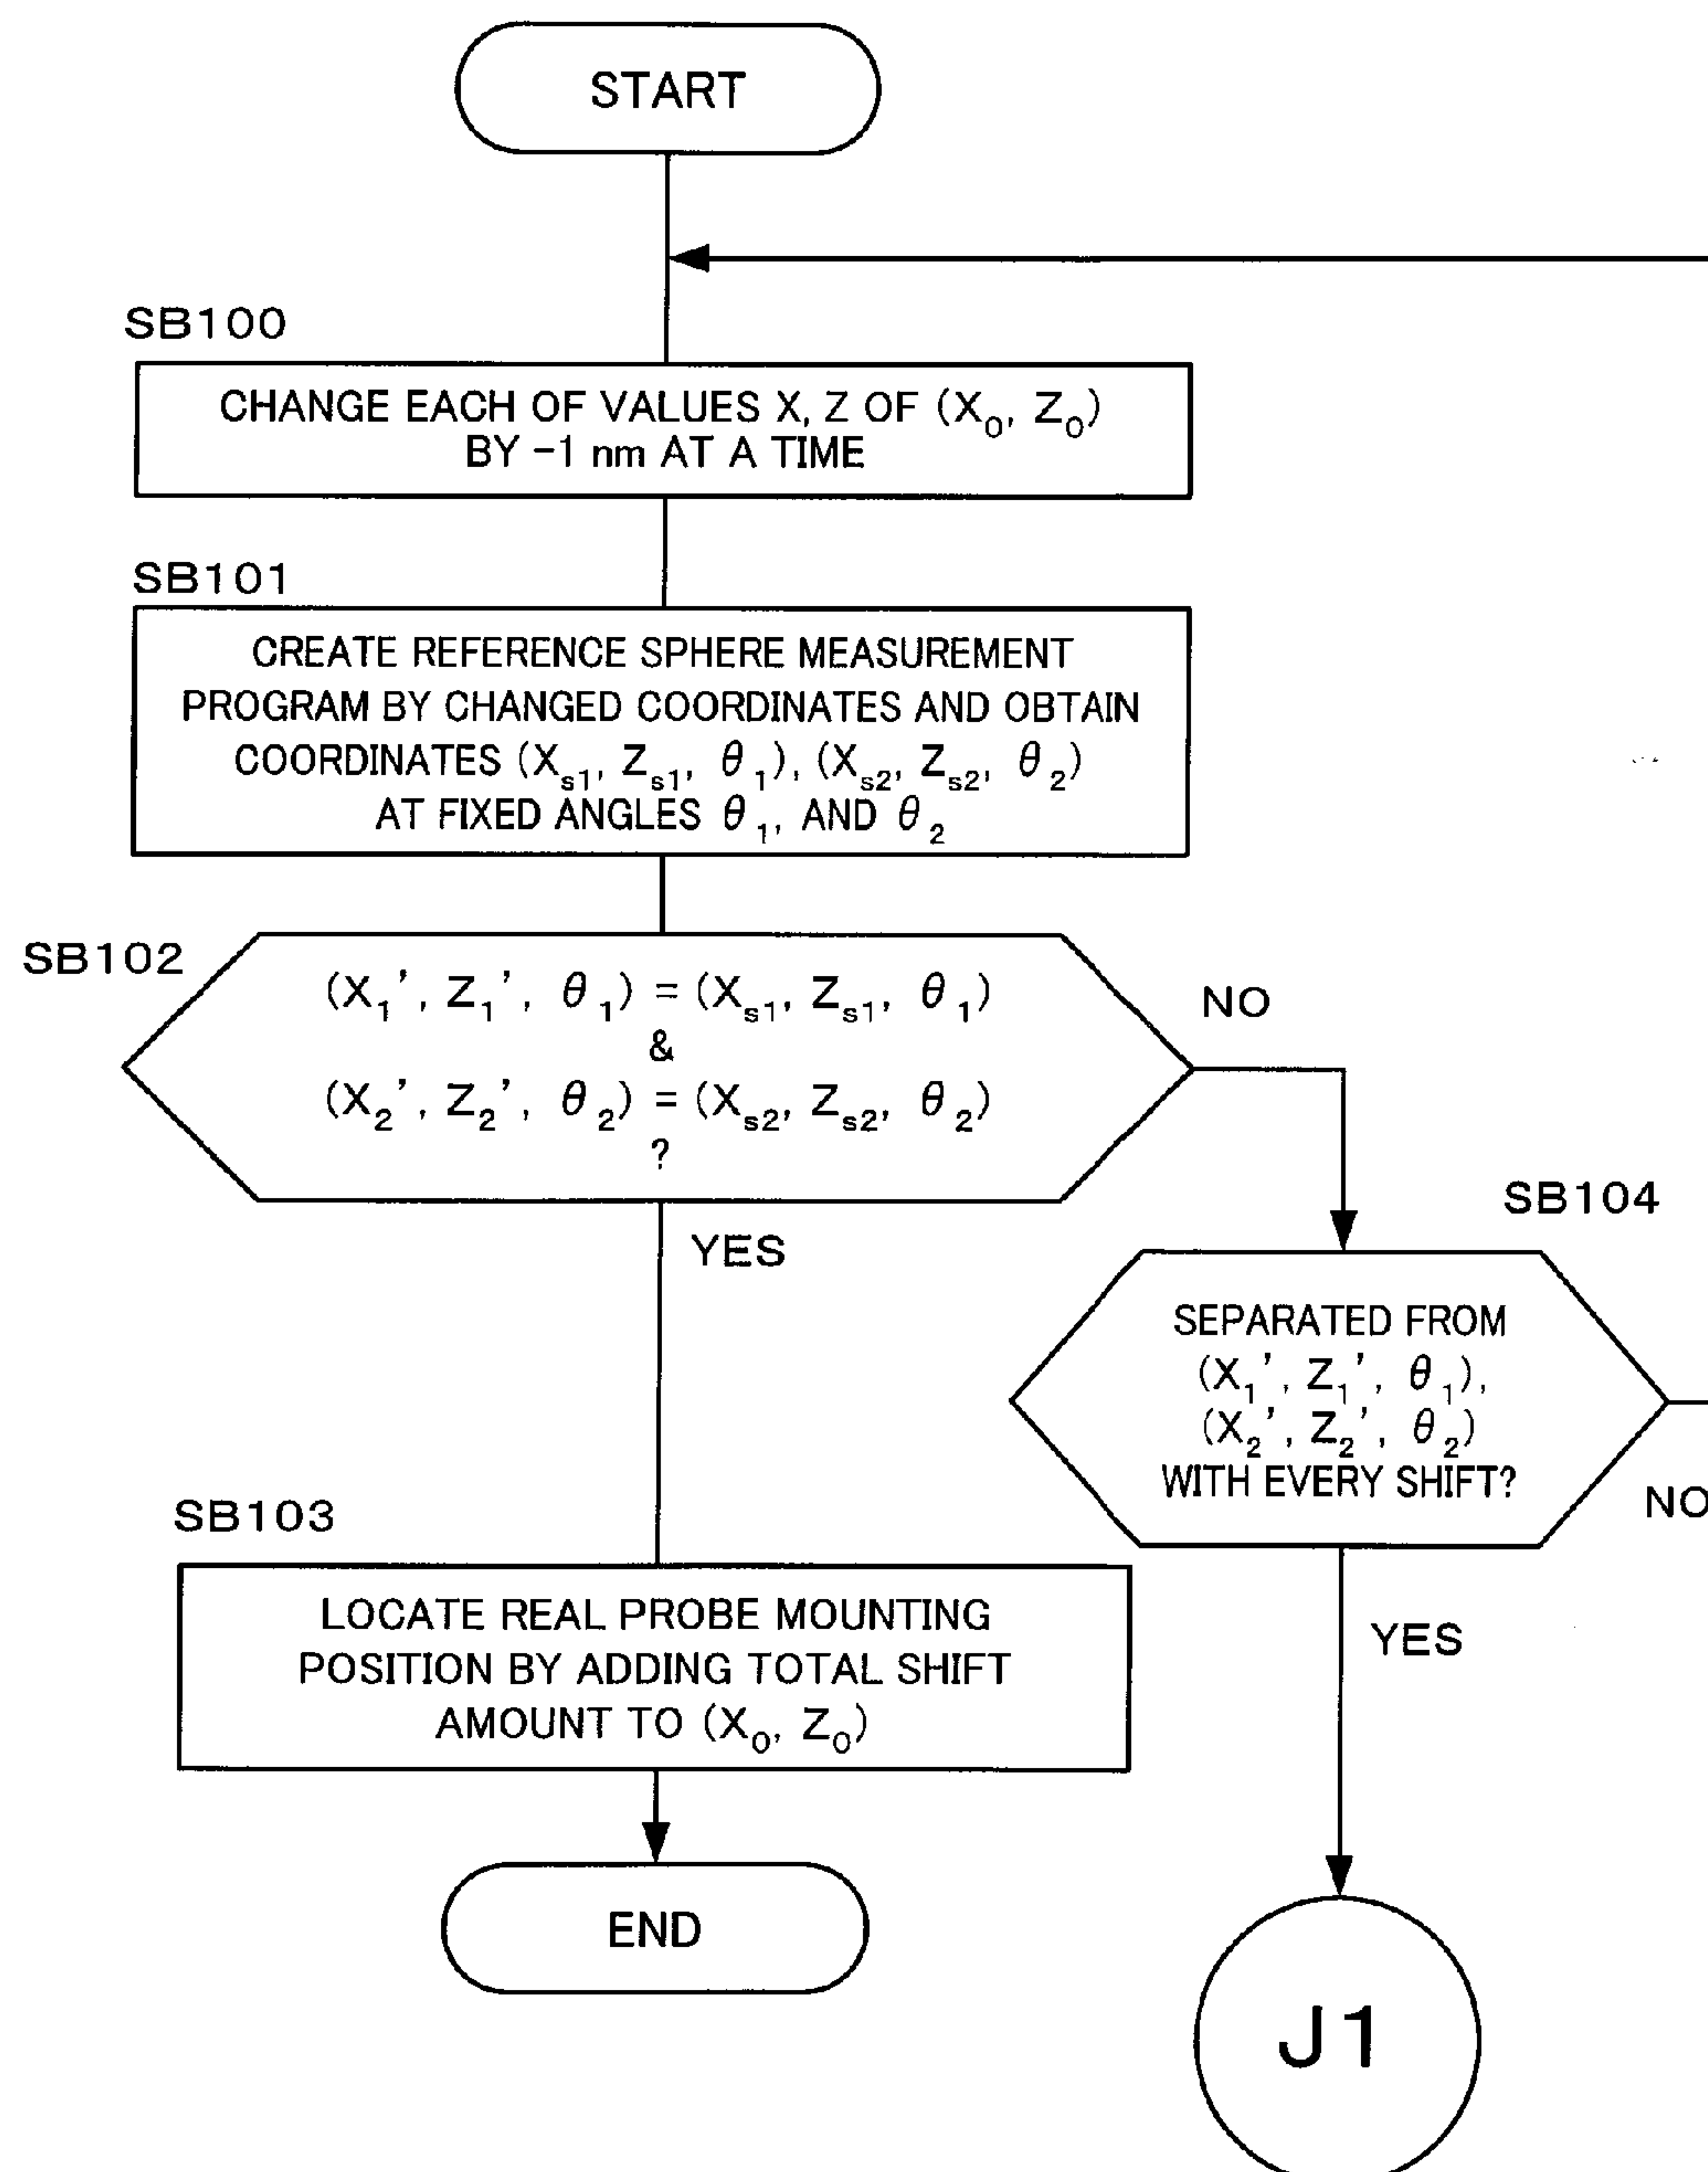 START
SB100
CHANGE EACH OF VALUES X, Z OF (X₀, Z₀)
BY -1 nm AT A TIME
SB101
CREATE REFERENCE SPHERE MEASUREMENT
PROGRAM BY CHANGED COORDINATES AND OBTAIN
COORDINATES (Xs1, Zs1, θ1), (Xs2, Zs2, θ2)
AT FIXED ANGLES θ1, AND θ2
SB102
(X1', Z1', θ1) = (Xs1, Zs1, θ1)
&
(X2', Z2', θ2) = (Xs2, Zs2, θ2)
?
NO
YES
SB104
SEPARATED FROM
(X1', Z1', θ1),
(X2', Z2', θ2)
WITH EVERY SHIFT?
NO
YES
SB103
LOCATE REAL PROBE MOUNTING
POSITION BY ADDING TOTAL SHIFT
AMOUNT TO (X₀, Z₀)
END
J1